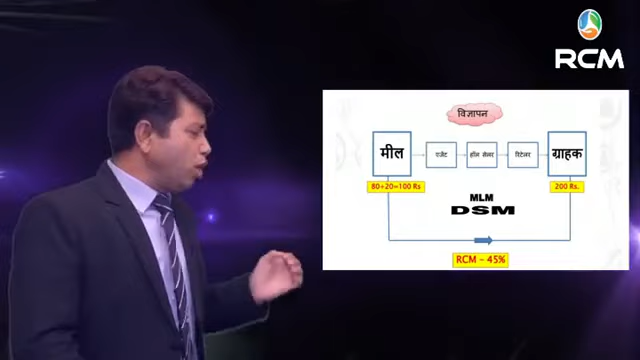 RCM
विज्ञापन
मील
एजेंट
हॉल सेलर
रिटेलर
ग्राहक
80+20=100 Rs
200 Rs.
MLM
DSM
RCM - 45%